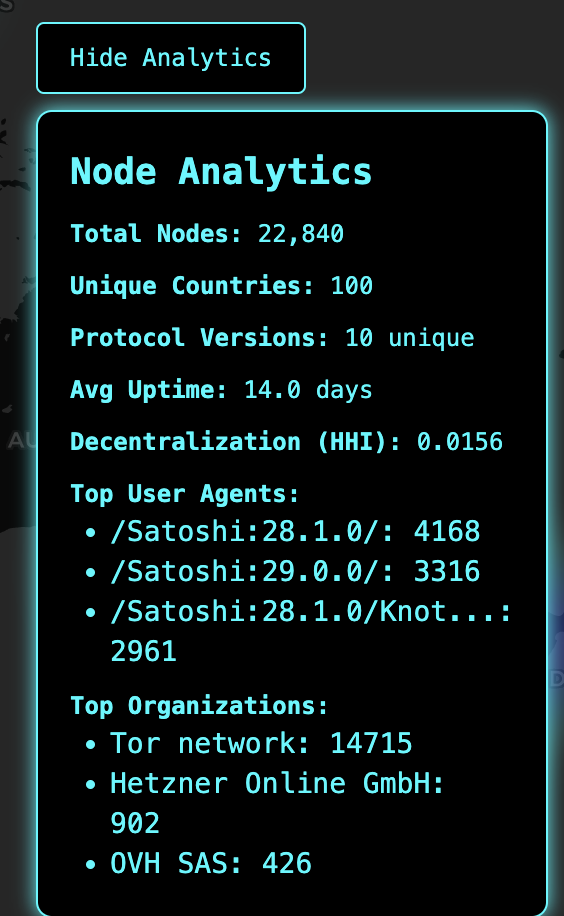 Hide Analytics
Node Analytics
Total Nodes: 22,840
Unique Countries: 100
Protocol Versions: 10 unique
Avg Uptime: 14.0 days
Decentralization (HHI): 0.0156
Top User Agents:
• /Satoshi:28.1.0/: 4168
• /Satoshi:29.0.0/: 3316
• /Satoshi:28.1.0/Knot...:
2961
Top Organizations:
• Tor network: 14715
• Hetzner Online GmbH:
902
• OVH SAS: 426